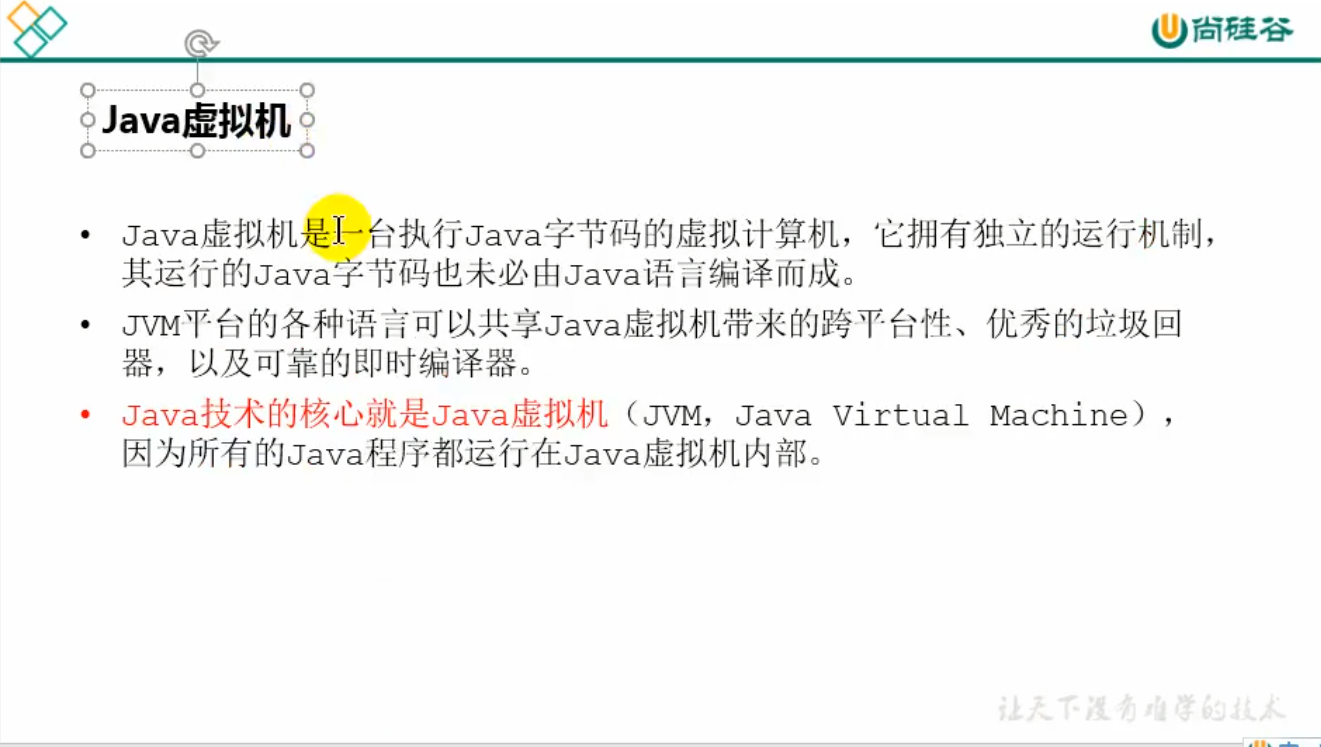 尚硅谷
Java虚拟机
• Java虚拟机是一台执行Java字节码的虚拟计算机，它拥有独立的运行机制，
其运行的Java字节码也未必由Java语言编译而成。
• JVM平台的各种语言可以共享Java虚拟机带来的跨平台性、优秀的垃圾回
器，以及可靠的即时编译器。
• Java技术的核心就是Java虚拟机（JVM，Java Virtual Machine），
因为所有的Java程序都运行在Java虚拟机内部。
让天下没有难学的技术